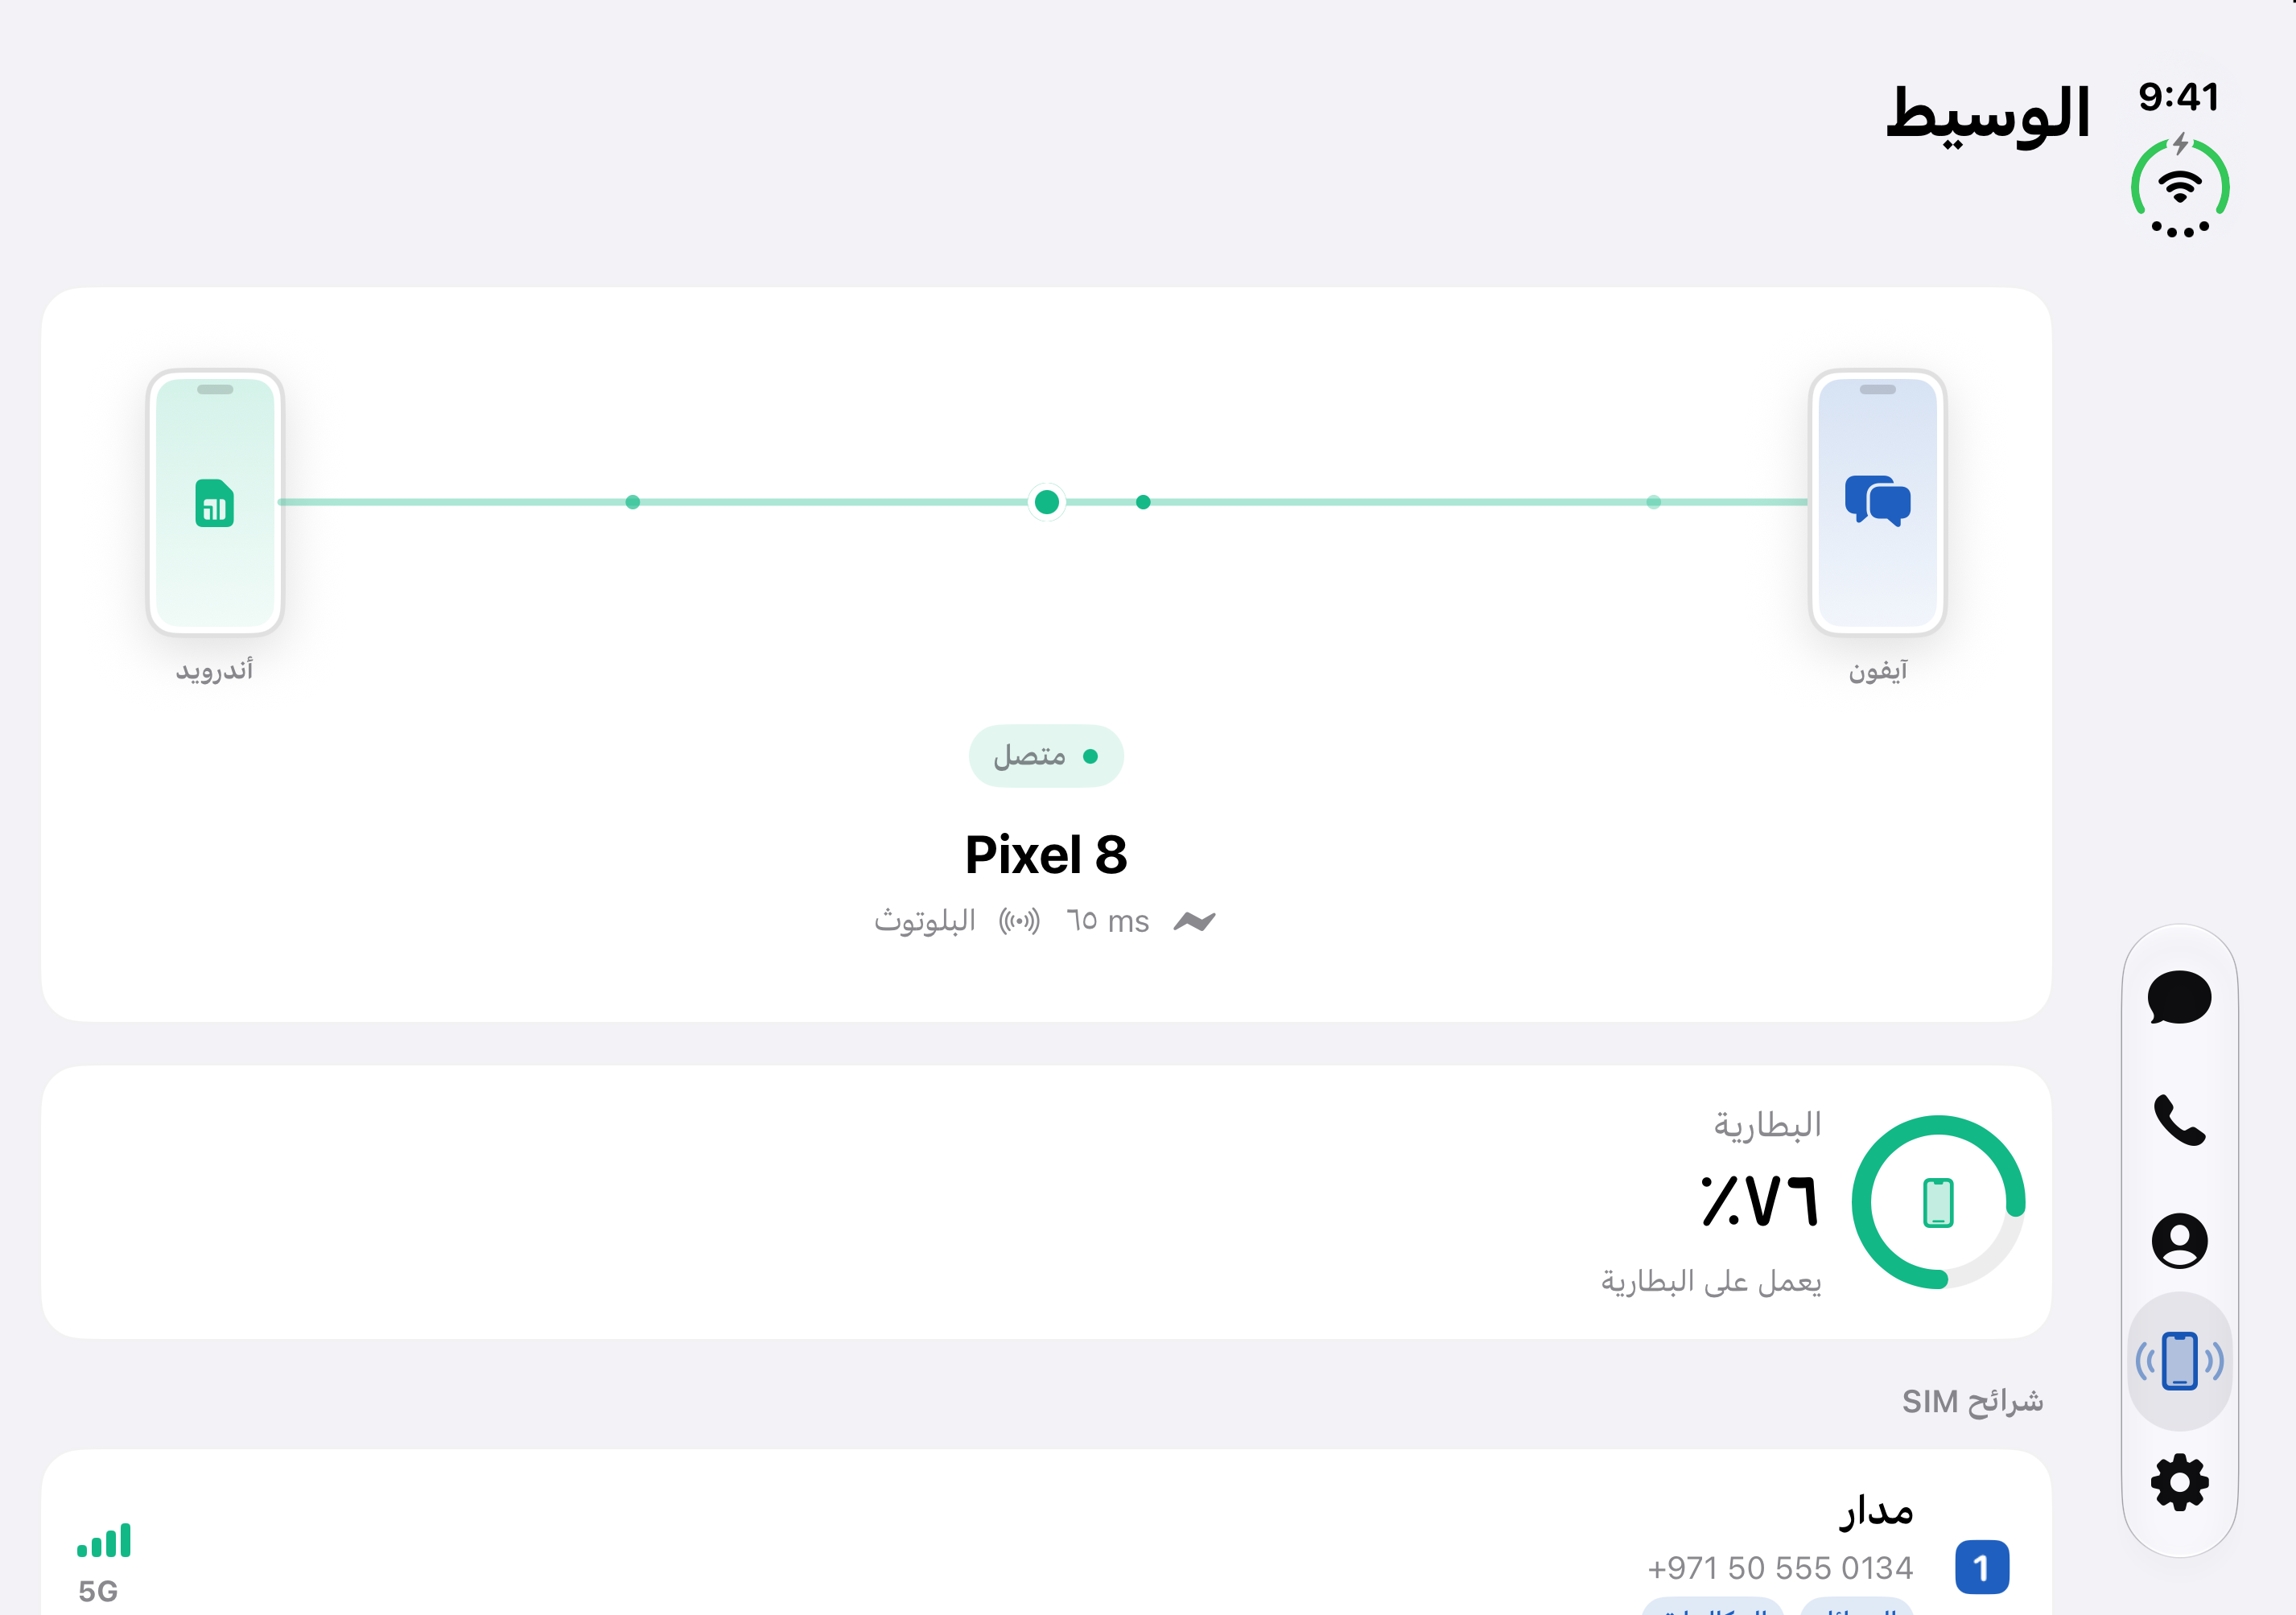 9:41
الوسيط
آيفون
أندرويد
متصل
Pixel 8
٦٥ ms
البلوتوث
البطارية
٧٦٪
يعمل على البطارية
شرائح SIM
مدار
1
+971 50 555 0134
5G